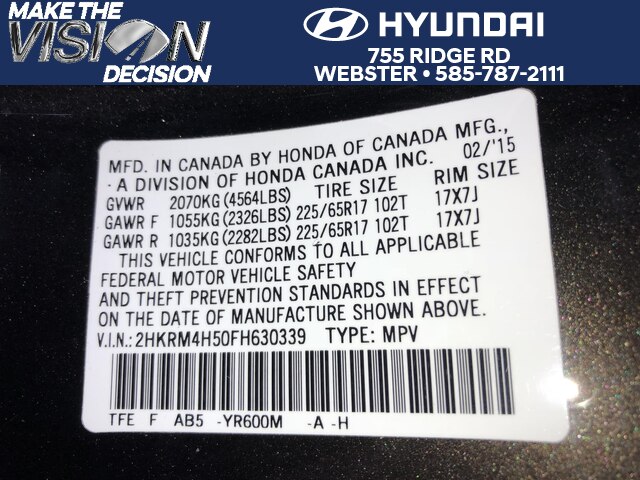 MAKE THE
VISION
DECISION
HYUNDAI
755 RIDGE RD
WEBSTER • 585-787-2111
MFD. IN CANADA BY HONDA OF CANADA MFG.,
·A DIVISION OF HONDA CANADA INC. 02/'15
GVWR 2070KG(4564LBS) TIRE SIZE RIM SIZE
GAWR F 1055KG(2326LBS)225/65R17 102T 17X7J
GAWR R 1035KG(2282LBS)225/65R17 102T 17X7J
THIS VEHICLE CONFORMS TO ALL APPLICABLE
FEDERAL MOTOR VEHICLE SAFETY
AND THEFT PREVENTION STANDARDS IN EFFECT
ON THE DATE OF MANUFACTURE SHOWN ABOVE.
V.I.N.:2HKRM4H50FH630339 TYPE: MPV
TFE F AB5 -YR600M -A -H